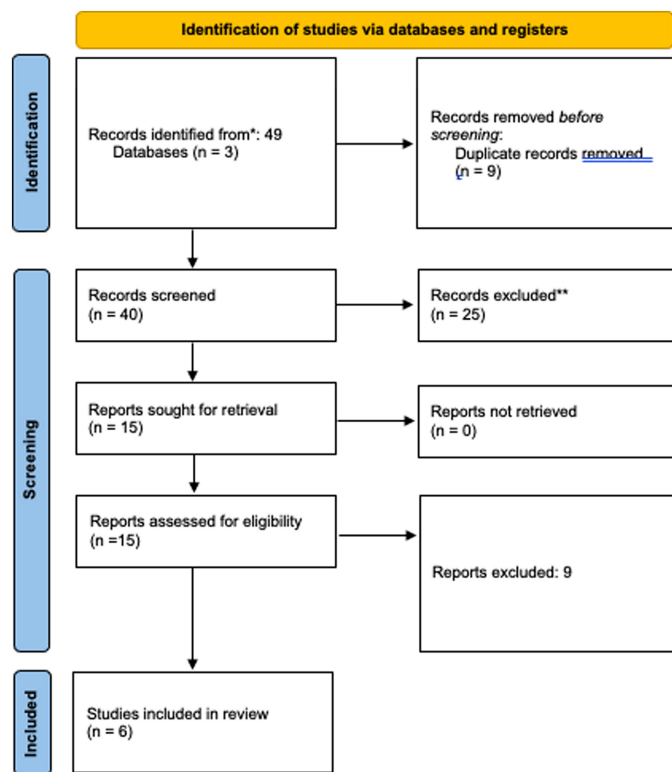 Identification of studies via databases and registers
Identification
Records identified from*: 49
Databases (n = 3)
Records removed before
screening:
Duplicate records removed
(n = 9)
Screening
Records screened
(n = 40)
Records excluded**
(n = 25)
Reports sought for retrieval
(n = 15)
Reports not retrieved
(n = 0)
Reports assessed for eligibility
(n =15)
Reports excluded: 9
Included
Studies included in review
(n = 6)